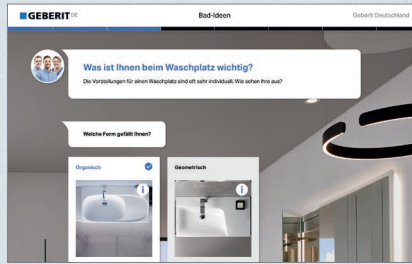 GEBERIT DE
Bad-Ideen
Geberit Deutschland
Was ist Ihnen beim Waschplatz wichtig?
Die Vorstellungen für einen Waschplatz sind oft sehr individuell. Wie sehen Ihre aus?
Welche Form gefällt Ihnen?
Organisch
Geometrisch